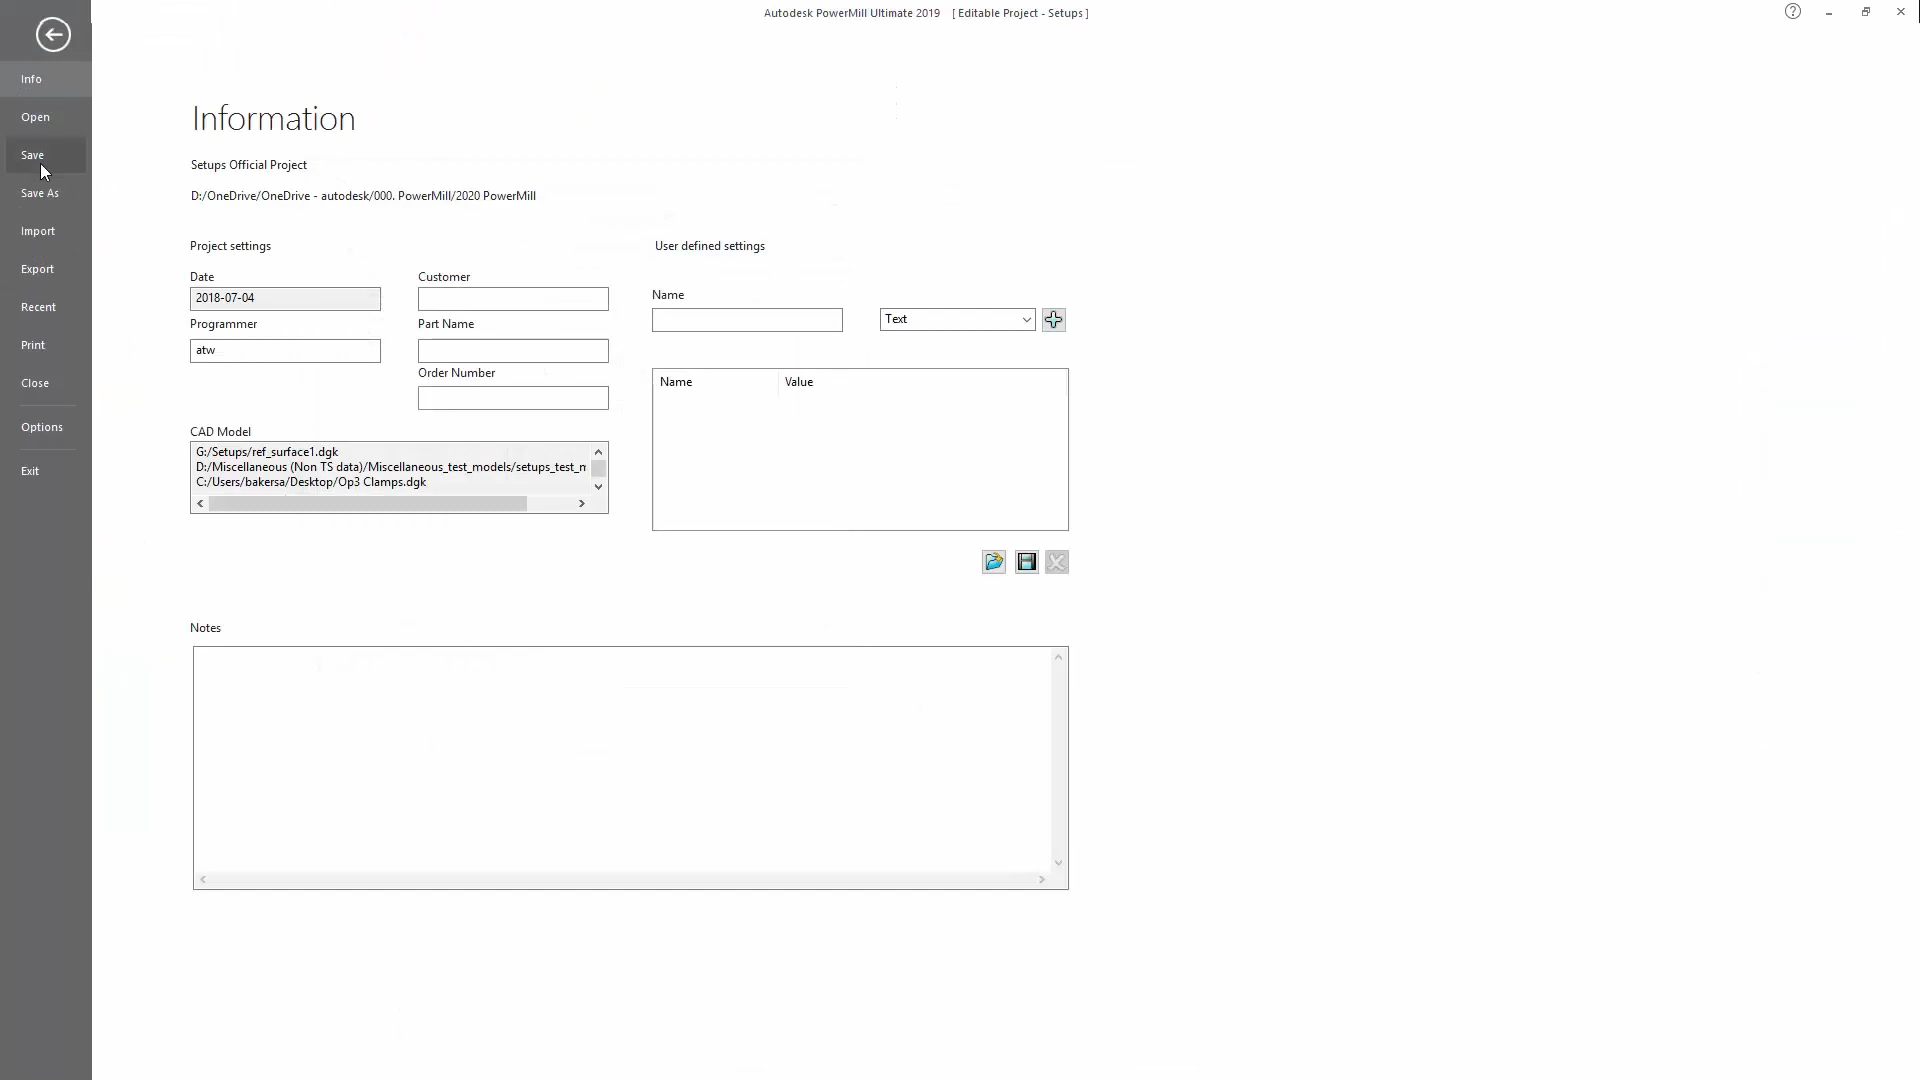 Autodesk PowerMill Ultimate 2019 [ Editable Project - Setups ]
Info
Open
Save
Save As
Import
Export
Recent
Print
Close
Options
Exit
Information
Setups Official Project
D:/OneDrive/OneDrive - autodesk/000. PowerMill/2020 PowerMill
Project settings
Date
2018-07-04
Programmer
atw
Customer
Part Name
Order Number
CAD Model
G:/Setups/ref_surface1.dgk
D:/Miscellaneous (Non TS data)/Miscellaneous_test_models/setups_test_m
C:/Users/bakersa/Desktop/Op3 Clamps.dgk
User defined settings
Name
Text
Name Value
Notes